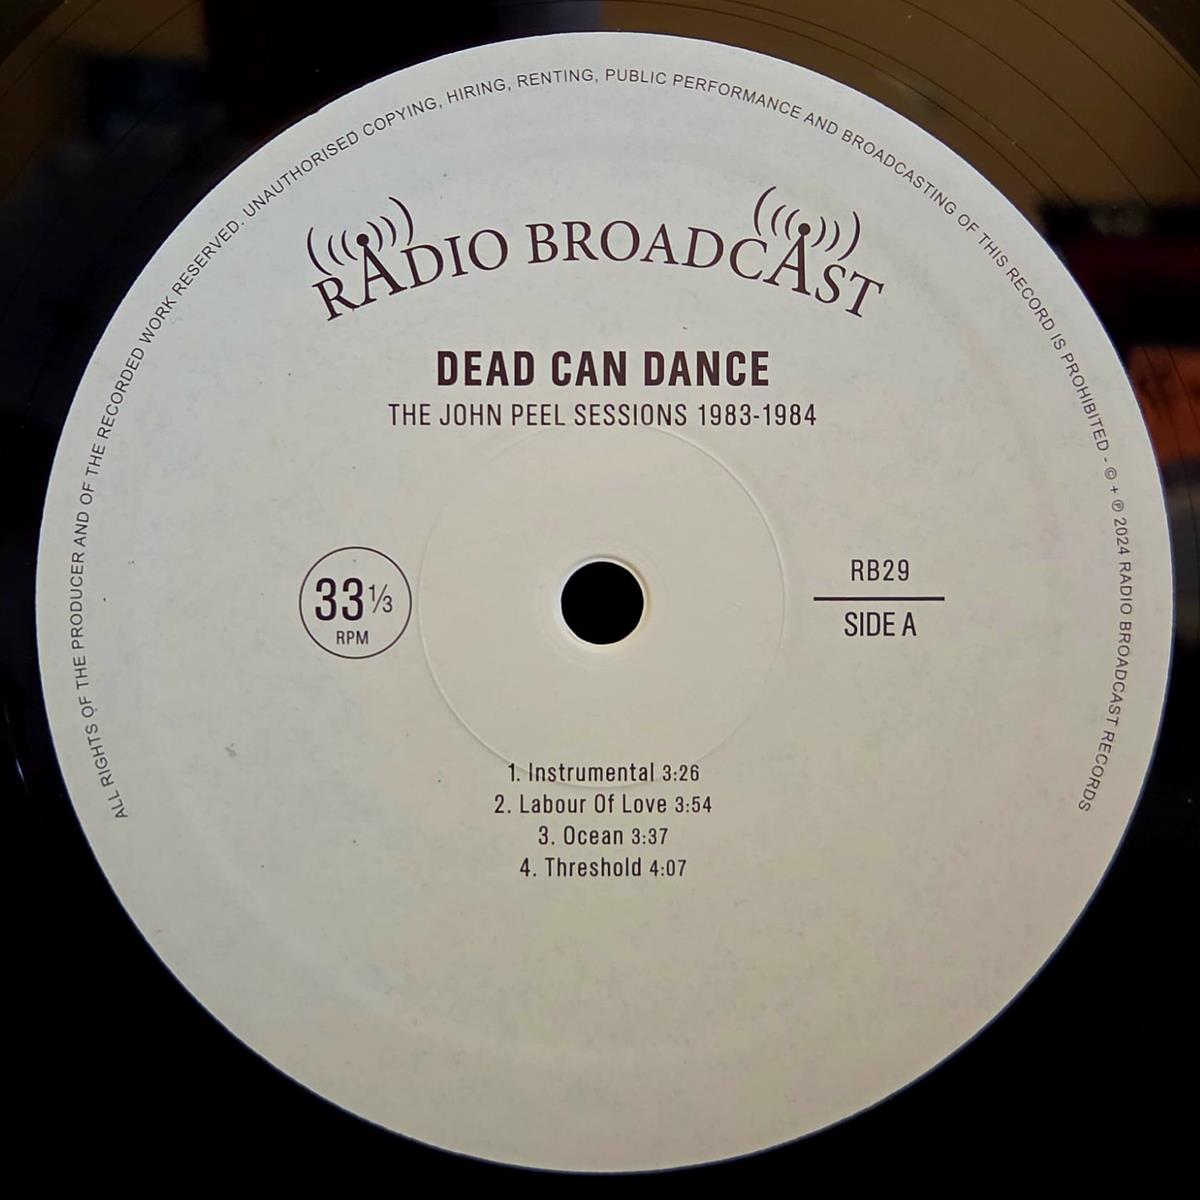 ALL RIGHTS OF THE PRODUCER AND OF THE RECORDED WORK RESERVED. UNAUTHORISED COPYING, HIRING, RENTING, PUBLIC PERFORMANCE AND BROADCASTING OF THIS RECORD IS PROHIBITED - © + ℗ 2024 RADIO BROADCAST RECORDS
RADIO BROADCAST
DEAD CAN DANCE
THE JOHN PEEL SESSIONS 1983-1984
33 1/3
RPM
RB29
SIDE A
1. Instrumental 3:26
2. Labour Of Love 3:54
3. Ocean 3:37
4. Threshold 4:07